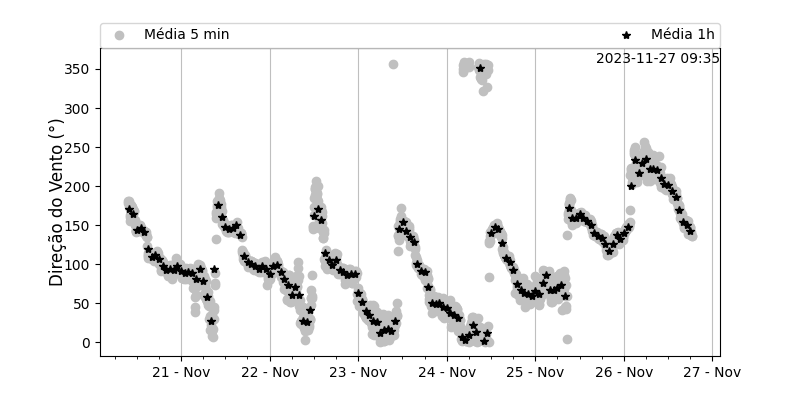 Média 5 min
Média 1h
2023-11-27 09:35
Direção do Vento (°)
350
300
250
200
150
100
50
0
21 - Nov
22 - Nov
23 - Nov
24 - Nov
25 - Nov
26 - Nov
27 - Nov